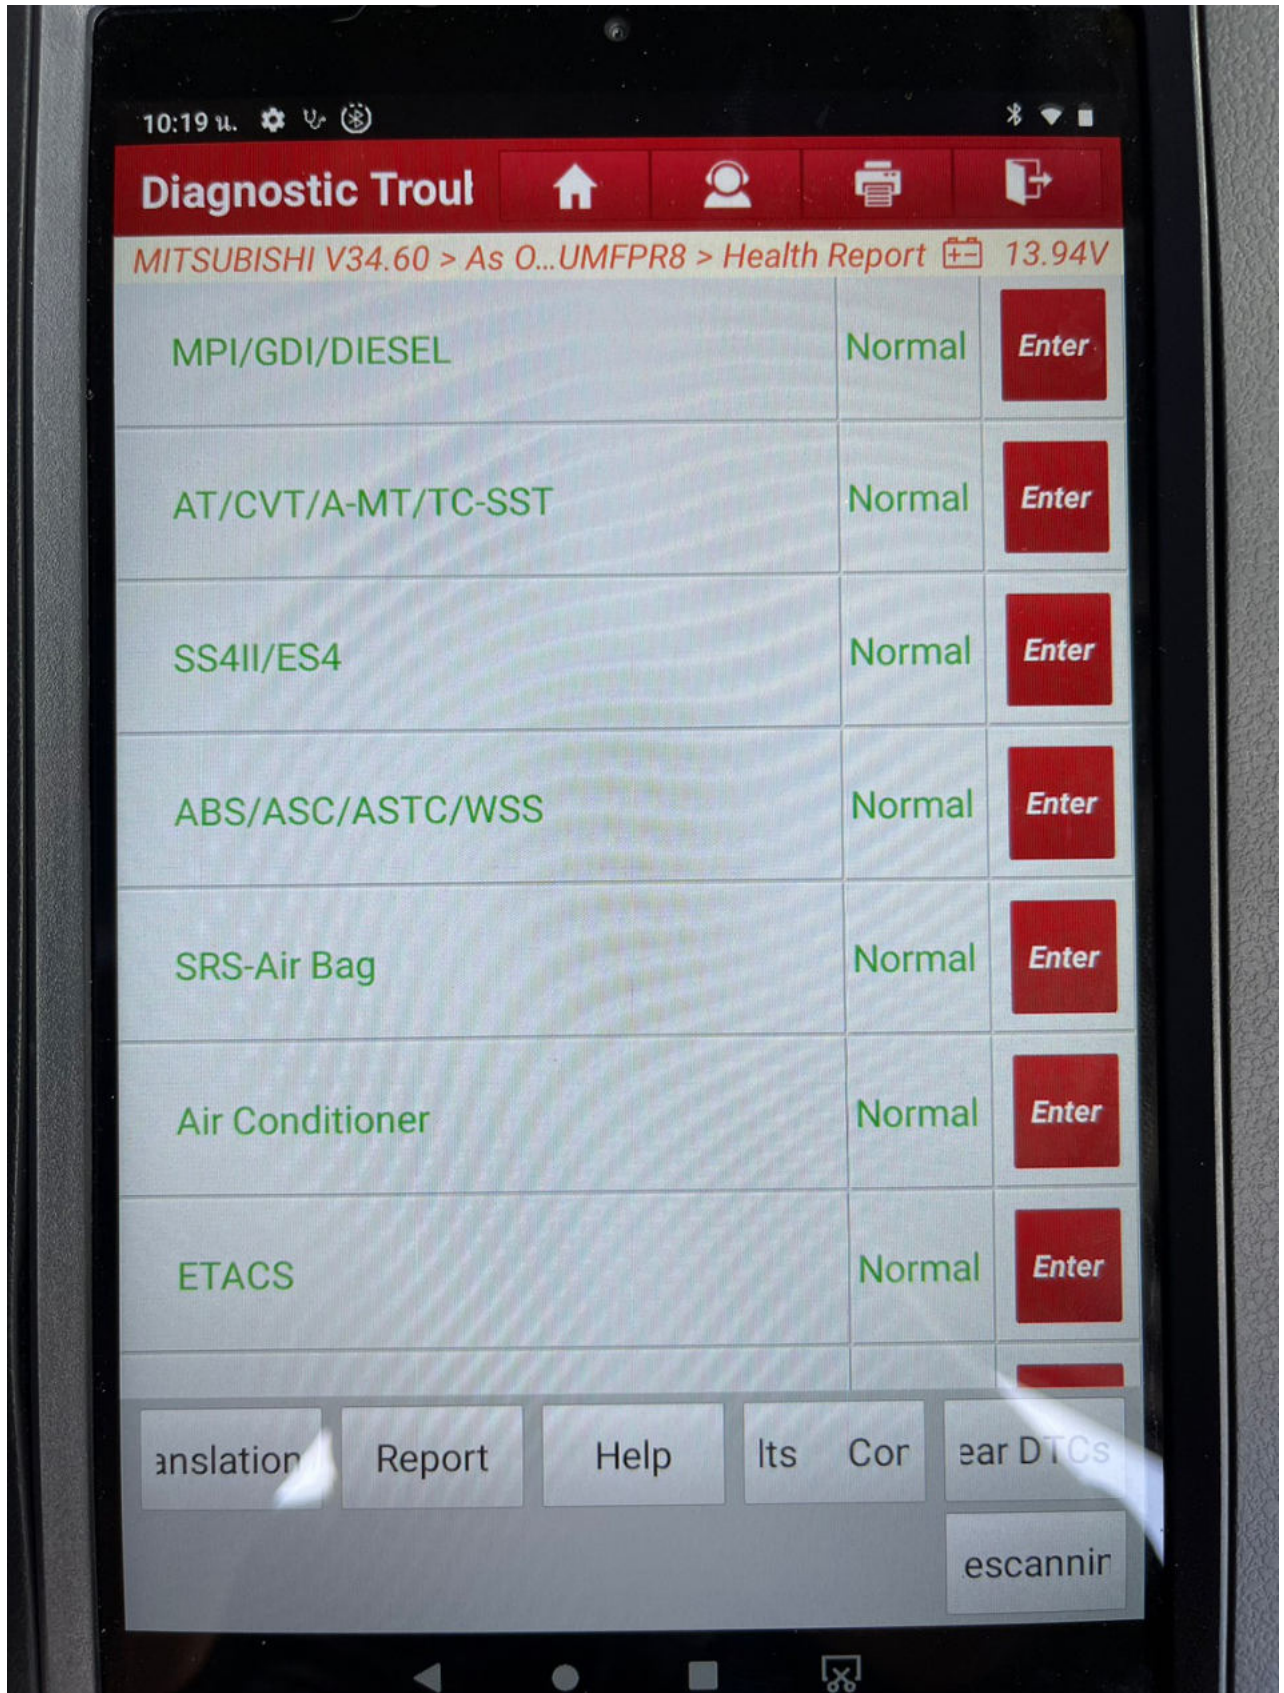 10:19 น.
Diagnostic Troul
MITSUBISHI V34.60 > As O...UMFPR8 > Health Report 13.94V
MPI/GDI/DIESEL Normal Enter
AT/CVT/A-MT/TC-SST Normal Enter
SS4II/ES4 Normal Enter
ABS/ASC/ASTC/WSS Normal Enter
SRS-Air Bag Normal Enter
Air Conditioner Normal Enter
ETACS Normal Enter
anslation Report Help lts Cor ear DTCs
escannin